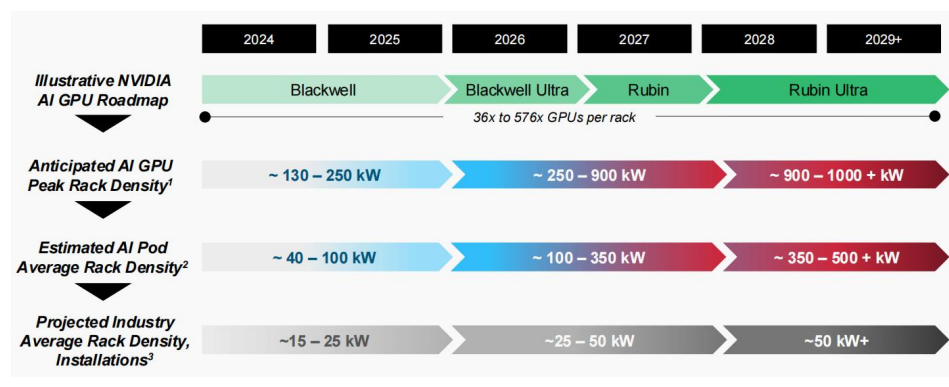 2024
2025
2026
2027
2028
2029+
Illustrative NVIDIA
AI GPU Roadmap
Blackwell
Blackwell Ultra
Rubin
Rubin Ultra
36x to 576x GPUs per rack
Anticipated AI GPU
Peak Rack Density¹
~ 130 – 250 kW
~ 250 – 900 kW
~ 900 – 1000 + kW
Estimated AI Pod
Average Rack Density²
~ 40 – 100 kW
~ 100 – 350 kW
~ 350 – 500 + kW
Projected Industry
Average Rack Density,
Installations³
~15 – 25 kW
~25 – 50 kW
~50 kW+